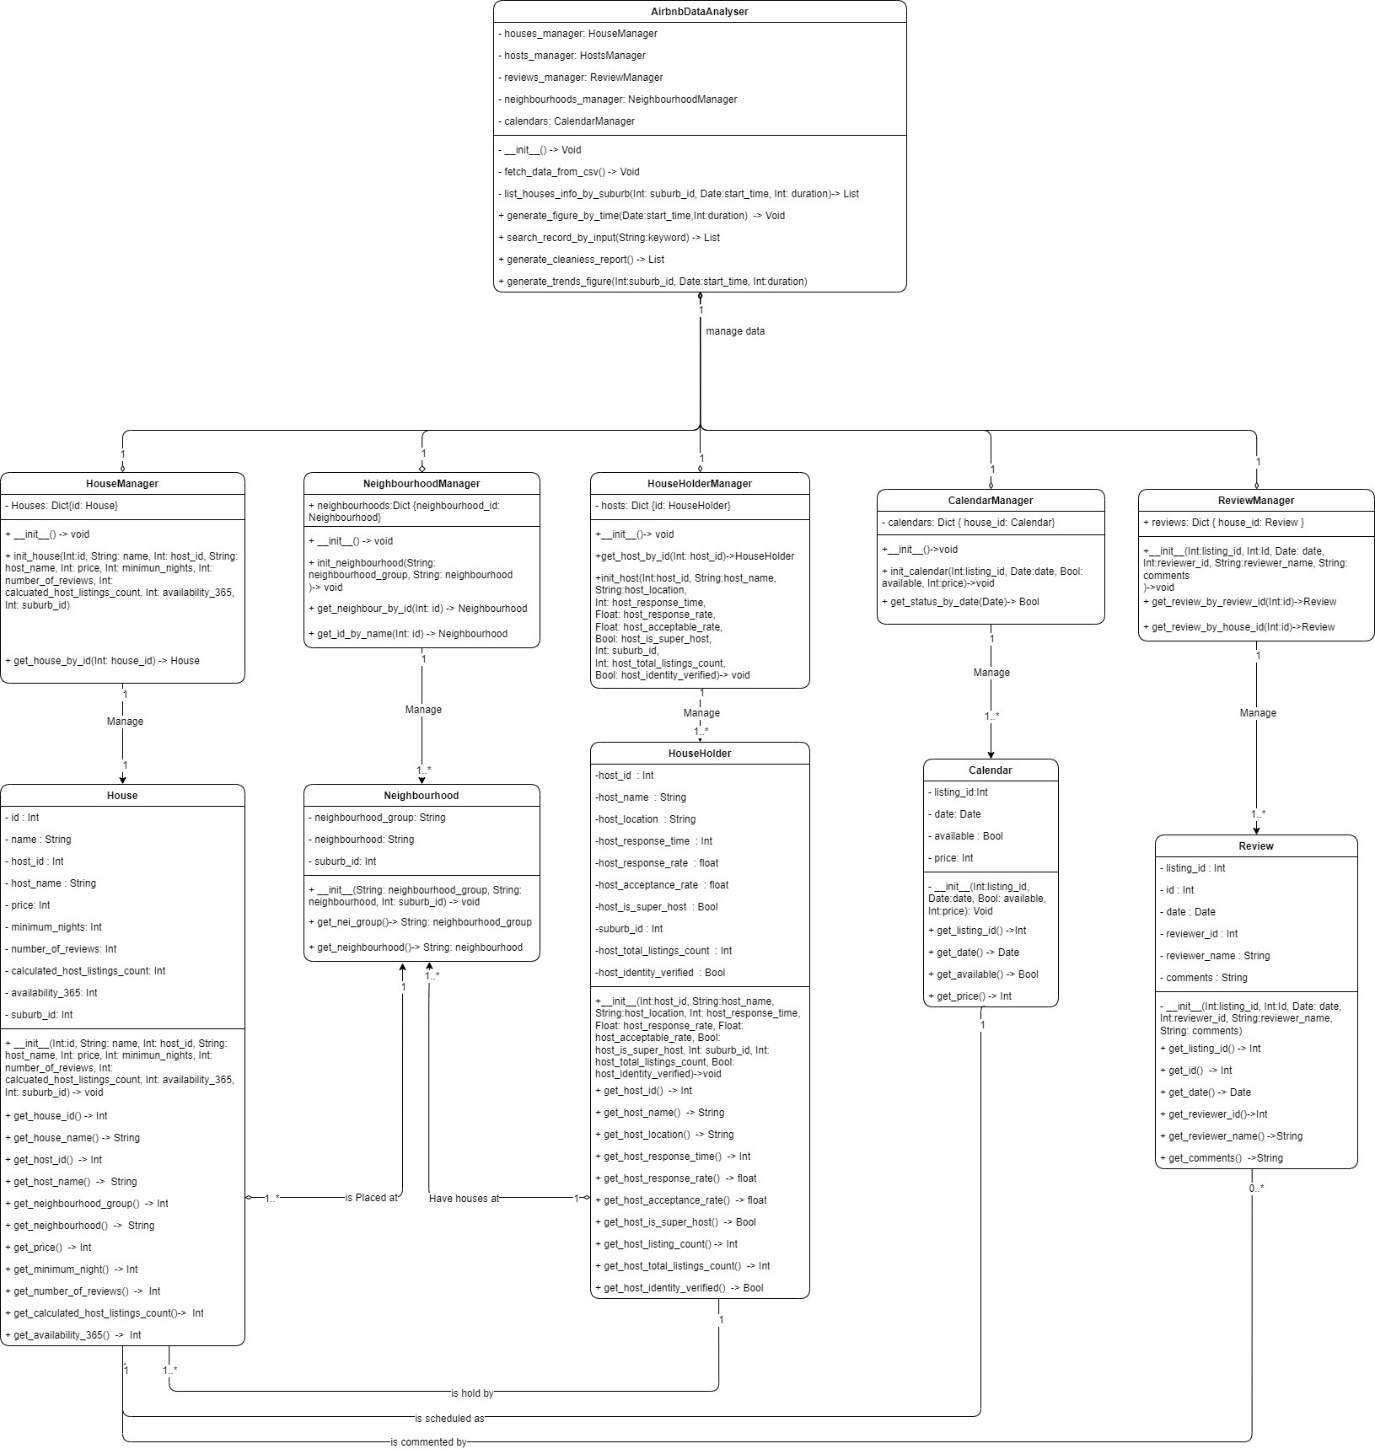 AirbnbDataAnalyser
- houses_manager: HouseManager
- hosts_manager: HostsManager
- reviews_manager: ReviewManager
- neighbourhoods_manager: NeighbourhoodManager
- calendars: CalendarManager
- __init__() -> Void
- fetch_data_from_csv() -> Void
- list_houses_info_by_suburb(Int: suburb_id, Date:start_time, Int: duration)-> List
+ generate_figure_by_time(Date:start_time,Int:duration)  -> Void
+ search_record_by_input(String:keyword) -> List
+ generate_cleaniess_report() -> List
+ generate_trends_figure(Int:suburb_id, Date:start_time, Int:duration)
1
manage data
1
1
1
1
1
HouseManager
- Houses: Dict{id: House}
+ __init__() -> void
+ init_house(Int:id, String: name, Int: host_id, String:
host_name, Int: price, Int: minimun_nights, Int:
number_of_reviews, Int:
calcuated_host_listings_count, Int: availability_365,
Int: suburb_id)
+ get_house_by_id(Int: house_id) -> House
1
Manage
1
NeighbourhoodManager
+ neighbourhoods:Dict {neighbourhood_id:
Neighbourhood}
+ __init__() -> void
+ init_neighbourhood(String:
neighbourhood_group, String: neighbourhood
)-> void
+ get_neighbour_by_id(Int: id) -> Neighbourhood
+ get_id_by_name(Int: id) -> Neighbourhood
1
Manage
1..*
HouseHolderManager
- hosts: Dict {id: HouseHolder}
+__init__()-> void
+get_host_by_id(Int: host_id)->HouseHolder
+init_host(Int:host_id, String:host_name,
String:host_location,
Int: host_response_time,
Float: host_response_rate,
Float: host_acceptable_rate,
Bool: host_is_super_host,
Int: suburb_id,
Int: host_total_listings_count,
Bool: host_identity_verified)-> void
1
Manage
1..*
CalendarManager
- calendars: Dict { house_id: Calendar}
+__init__()->void
+ init_calendar(Int:listing_id, Date:date, Bool:
available, Int:price)->void
+ get_status_by_date(Date)-> Bool
1
Manage
1..*
ReviewManager
+ reviews: Dict { house_id: Review }
+__init__(Int:listing_id, Int:Id, Date: date,
Int:reviewer_id, String:reviewer_name, String:
comments
)->void
+ get_review_by_review_id(Int:id)->Review
+ get_review_by_house_id(Int:id)->Review
1
Manage
1..*
House
- id : Int
- name : String
- host_id : Int
- host_name : String
- price: Int
- minimum_nights: Int
- number_of_reviews: Int
- calculated_host_listings_count: Int
- availability_365: Int
- suburb_id: Int
+ __init__(Int:id, String: name, Int: host_id, String:
host_name, Int: price, Int: minimun_nights, Int:
number_of_reviews, Int:
calcuated_host_listings_count, Int: availability_365,
Int: suburb_id) -> void
+ get_house_id() -> Int
+ get_house_name() -> String
+ get_host_id()  -> Int
+ get_host_name()  ->  String
+ get_neighbourhood_group()  -> Int
+ get_neighbourhood()  ->  String
+ get_price()  -> Int
+ get_minimum_night()  -> Int
+ get_number_of_reviews()  ->  Int
+ get_calculated_host_listings_count()->  Int
+ get_availability_365()  ->  Int
Neighbourhood
- neighbourhood_group: String
- neighbourhood: String
- suburb_id: Int
+ __init__(String: neighbourhood_group, String:
neighbourhood, Int: suburb_id) -> void
+ get_nei_group()-> String: neighbourhood_group
+ get_neighbourhood()-> String: neighbourhood
1
1..*
1..*
is Placed at
Have houses at
1
HouseHolder
-host_id  : Int
-host_name  : String
-host_location  : String
-host_response_time  : Int
-host_response_rate  : float
-host_acceptance_rate  : float
-host_is_super_host  : Bool
-suburb_id : Int
-host_total_listings_count  : Int
-host_identity_verified  : Bool
+__init__(Int:host_id, String:host_name,
String:host_location, Int: host_response_time,
Float: host_response_rate, Float:
host_acceptable_rate, Bool:
host_is_super_host, Int: suburb_id, Int:
host_total_listings_count, Bool:
host_identity_verified)->void
+ get_host_id()  -> Int
+ get_host_name()  -> String
+ get_host_location()  -> String
+ get_host_response_time()  -> Int
+ get_host_response_rate()  -> float
+ get_host_acceptance_rate()  -> float
+ get_host_is_super_host()  -> Bool
+ get_host_listing_count()-> Int
+ get_host_total_listings_count()  -> Int
+ get_host_identity_verified()  -> Bool
Calendar
- listing_id:Int
- date: Date
- available : Bool
- price: Int
- __init__(Int:listing_id,
Date:date, Bool: available,
Int:price): Void
+ get_listing_id() ->Int
+ get_date() -> Date
+ get_available() -> Bool
+ get_price() -> Int
1
Review
- listing_id : Int
- id : Int
- date : Date
- reviewer_id : Int
- reviewer_name : String
- comments : String
- __init__(Int:listing_id, Int:Id, Date: date,
Int:reviewer_id, String:reviewer_name,
String: comments)
+ get_listing_id() -> Int
+ get_id()  -> Int
+ get_date() -> Date
+ get_reviewer_id()->Int
+ get_reviewer_name() ->String
+ get_comments()  ->String
0..*
1
1
1..*
is hold by
is scheduled as
is commented by